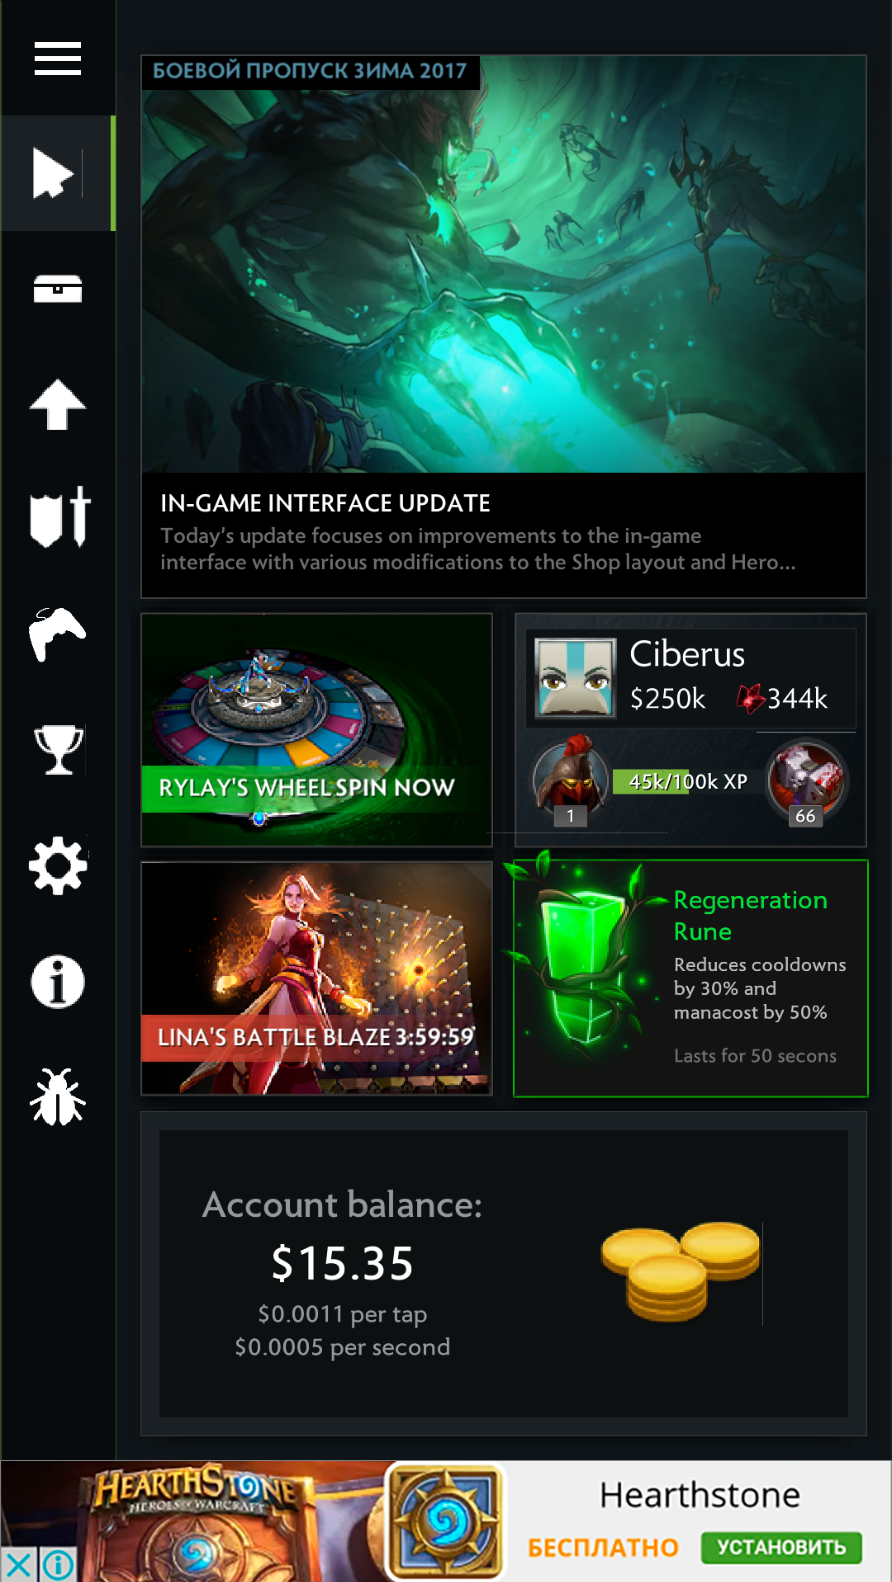 БОЕВОЙ ПРОПУСК ЗИМА 2017
IN-GAME INTERFACE UPDATE
Today's update focuses on improvements to the in-game
interface with various modifications to the Shop layout and Hero...
RYLAY'S WHEEL SPIN NOW
Ciberus
$250k 344k
45k/100k XP
1
66
LINA'S BATTLE BLAZE 3:59:59
Regeneration
Rune
Reduces cooldowns
by 30% and
manacost by 50%
Lasts for 50 secons
Account balance:
$15.35
$0.0011 per tap
$0.0005 per second
HEARTHSTONE
HEROES OF WARCRAFT
Hearthstone
БЕСПЛАТНО
УСТАНОВИТЬ